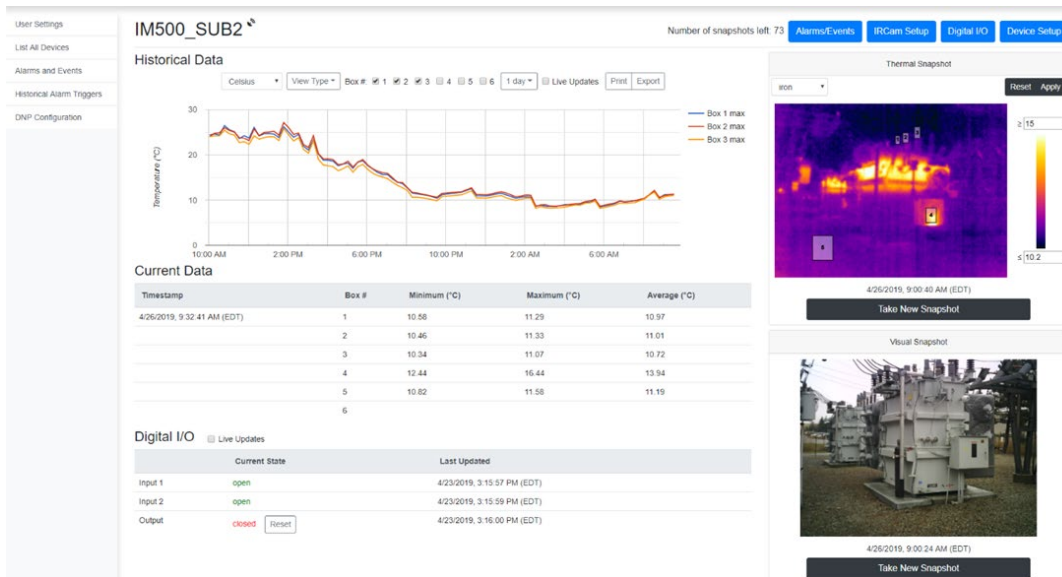 User Settings
List All Devices
Alarms and Events
Historical Alarm Triggers
DNP Configuration
IM500_SUB2
Number of snapshots left: 73 Alarms/Events IRCam Setup Digital I/O Device Setup
Historical Data
Celsius View Type Box #: 1 2 3 4 5 6 1 day Live Updates Print Export
Temperature (°C)
30
20
10
0
10:00 AM 2:00 PM 6:00 PM 10:00 PM 2:00 AM 6:00 AM
Box 1 max
Box 2 max
Box 3 max
Current Data
Timestamp Box # Minimum (°C) Maximum (°C) Average (°C)
4/26/2019, 9:32:41 AM (EDT) 1 10.58 11.29 10.97
2 10.46 11.33 11.01
3 10.34 11.07 10.72
4 12.44 16.44 13.94
5 10.82 11.58 11.19
6
Digital I/O Live Updates
Current State Last Updated
Input 1 open 4/23/2019, 3:15:57 PM (EDT)
Input 2 open 4/23/2019, 3:15:59 PM (EDT)
Output closed Reset 4/23/2019, 3:16:00 PM (EDT)
Thermal Snapshot
iron Reset Apply
≥ 15
≤ 10.2
4/26/2019, 9:00:40 AM (EDT)
Take New Snapshot
Visual Snapshot
4/26/2019, 9:00:24 AM (EDT)
Take New Snapshot